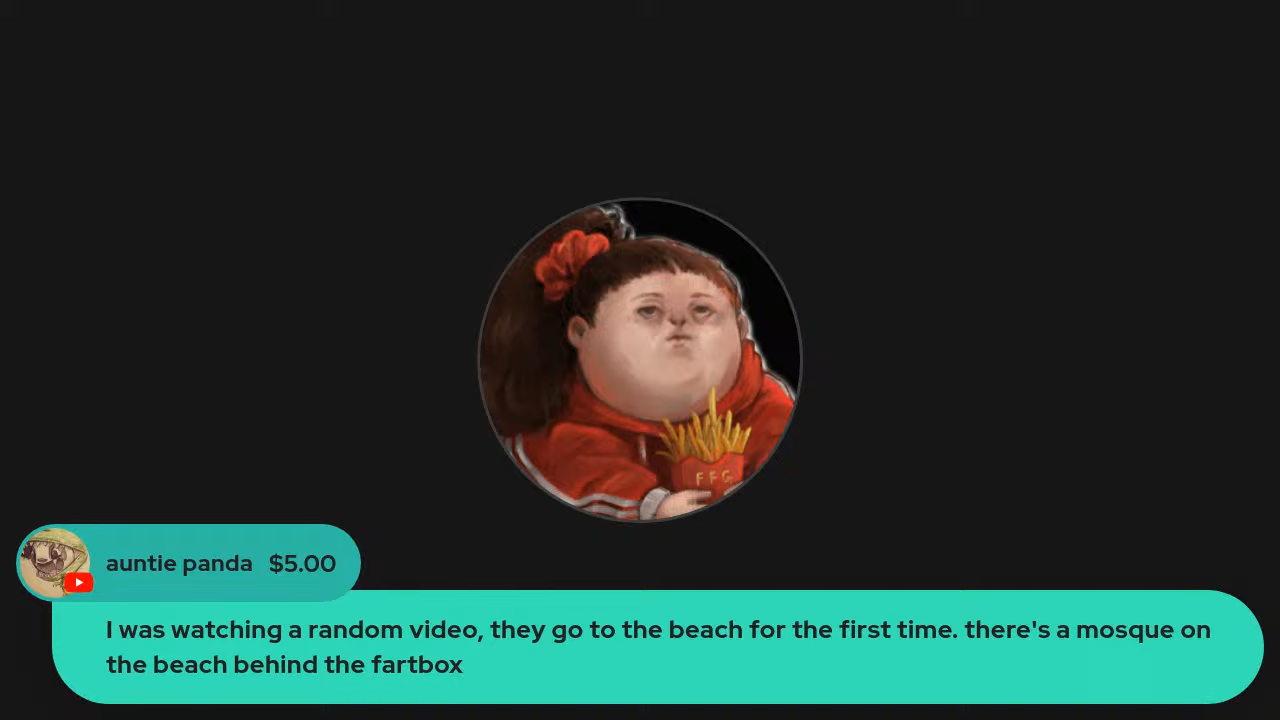 FFG
auntie panda $5.00
I was watching a random video, they go to the beach for the first time. there's a mosque on
the beach behind the fartbox